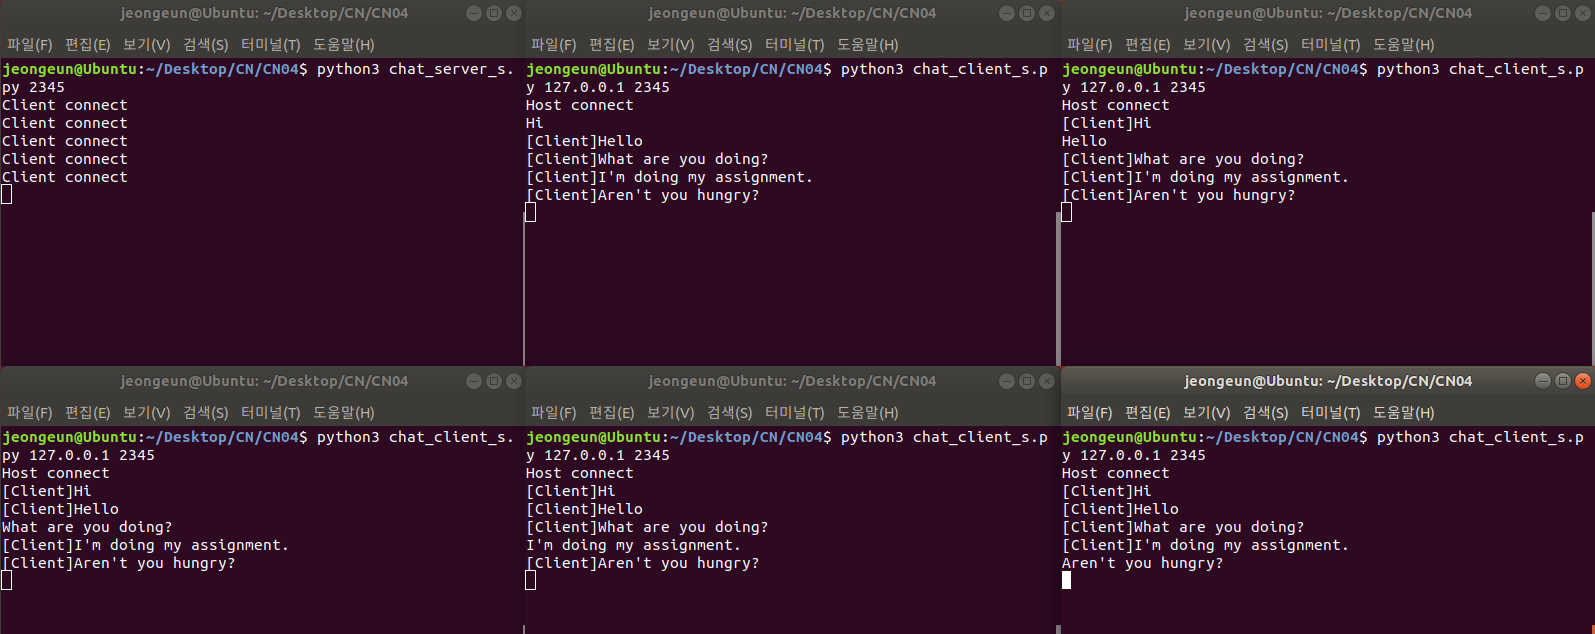 jeongeun@Ubuntu: ~/Desktop/CN/CN04
파일(F) 편집(E) 보기(V) 검색(S) 터미널(T) 도움말(H)
jeongeun@Ubuntu:~/Desktop/CN/CN04$ python3 chat_server_s.
py 2345
Client connect
Client connect
Client connect
Client connect
Client connect
jeongeun@Ubuntu: ~/Desktop/CN/CN04
파일(F) 편집(E) 보기(V) 검색(S) 터미널(T) 도움말(H)
jeongeun@Ubuntu:~/Desktop/CN/CN04$ python3 chat_client_s.p
y 127.0.0.1 2345
Host connect
Hi
[Client]Hello
[Client]What are you doing?
[Client]I'm doing my assignment.
[Client]Aren't you hungry?
jeongeun@Ubuntu: ~/Desktop/CN/CN04
파일(F) 편집(E) 보기(V) 검색(S) 터미널(T) 도움말(H)
jeongeun@Ubuntu:~/Desktop/CN/CN04$ python3 chat_client_s.p
y 127.0.0.1 2345
Host connect
[Client]Hi
Hello
[Client]What are you doing?
[Client]I'm doing my assignment.
[Client]Aren't you hungry?
jeongeun@Ubuntu: ~/Desktop/CN/CN04
파일(F) 편집(E) 보기(V) 검색(S) 터미널(T) 도움말(H)
jeongeun@Ubuntu:~/Desktop/CN/CN04$ python3 chat_client_s.
py 127.0.0.1 2345
Host connect
[Client]Hi
[Client]Hello
What are you doing?
[Client]I'm doing my assignment.
[Client]Aren't you hungry?
jeongeun@Ubuntu: ~/Desktop/CN/CN04
파일(F) 편집(E) 보기(V) 검색(S) 터미널(T) 도움말(H)
jeongeun@Ubuntu:~/Desktop/CN/CN04$ python3 chat_client_s.p
y 127.0.0.1 2345
Host connect
[Client]Hi
[Client]Hello
[Client]What are you doing?
I'm doing my assignment.
[Client]Aren't you hungry?
jeongeun@Ubuntu: ~/Desktop/CN/CN04
파일(F) 편집(E) 보기(V) 검색(S) 터미널(T) 도움말(H)
jeongeun@Ubuntu:~/Desktop/CN/CN04$ python3 chat_client_s.p
y 127.0.0.1 2345
Host connect
[Client]Hi
[Client]Hello
[Client]What are you doing?
[Client]I'm doing my assignment.
Aren't you hungry?